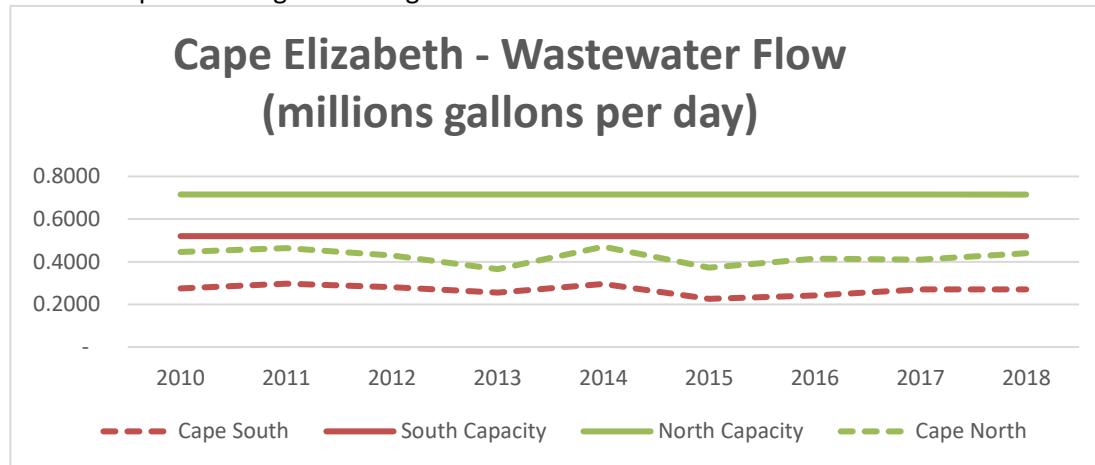 Cape Elizabeth - Wastewater Flow
(millions gallons per day)
0.8000
0.6000
0.4000
0.2000
-
2010 2011 2012 2013 2014 2015 2016 2017 2018
Cape South South Capacity North Capacity Cape North